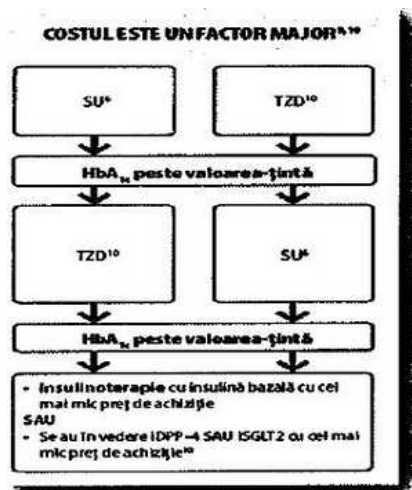 COSTUL ESTE UN FACTOR MAJOR⁹,¹⁰
SU⁶ TZD¹⁰
HbA₁c peste valoarea-țintă
TZD¹⁰ SU⁶
HbA₁c peste valoarea-țintă
• Insulinoterapie cu insulină bazală cu cel
mai mic preț de achiziție
SAU
• Se au în vedere iDPP-4 SAU iSGLT2 cu cel mai
mic preț de achiziție¹⁰